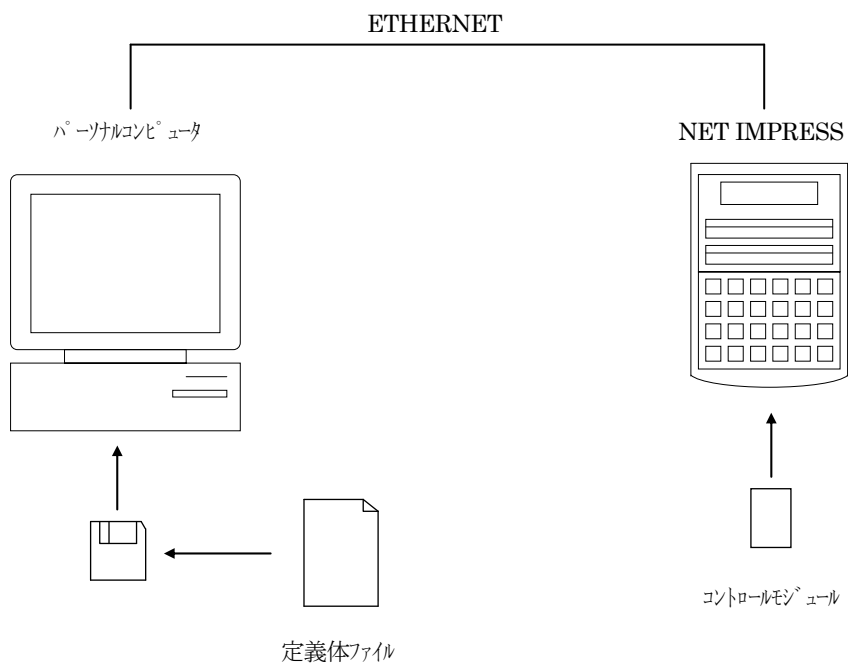 ETHERNET
ﾊﾟｰｿﾅﾙｺﾝﾋﾟｭｰﾀ
NET IMPRESS
ｺﾝﾄﾛｰﾙﾓｼﾞｭｰﾙ
定義体ﾌｧｲﾙ